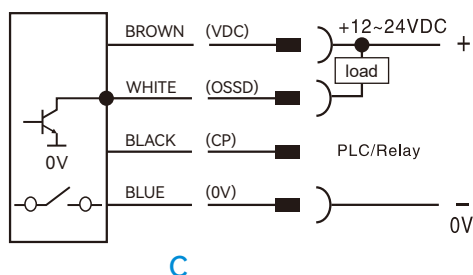 +12~24VDC
BROWN (VDC) +
load
WHITE (OSSD)
0V
BLACK (CP) PLC/Relay
BLUE (0V) −
0V
C